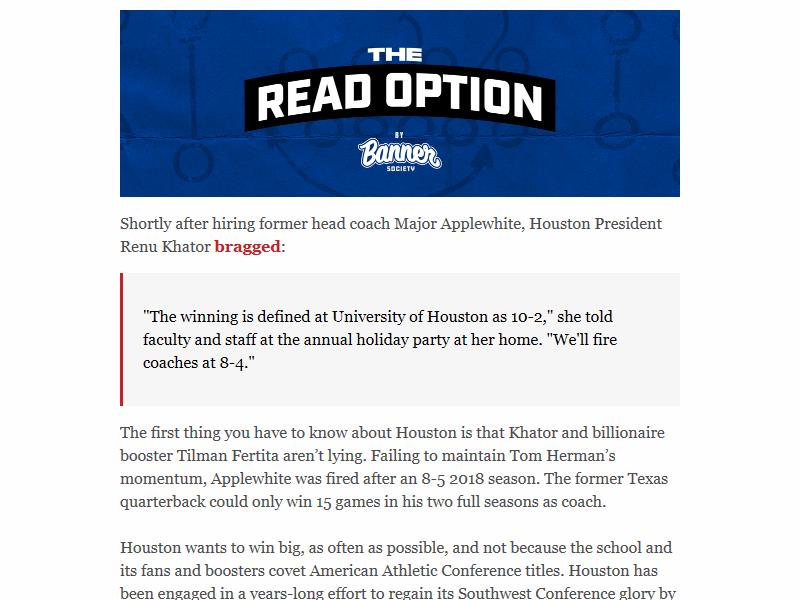 THE
READ OPTION
BY
Banner
SOCIETY
Shortly after hiring former head coach Major Applewhite, Houston President
Renu Khator bragged:
"The winning is defined at University of Houston as 10-2," she told
faculty and staff at the annual holiday party at her home. "We'll fire
coaches at 8-4."
The first thing you have to know about Houston is that Khator and billionaire
booster Tilman Fertita aren’t lying. Failing to maintain Tom Herman’s
momentum, Applewhite was fired after an 8-5 2018 season. The former Texas
quarterback could only win 15 games in his two full seasons as coach.
Houston wants to win big, as often as possible, and not because the school and
its fans and boosters covet American Athletic Conference titles. Houston has
been engaged in a years-long effort to regain its Southwest Conference glory by